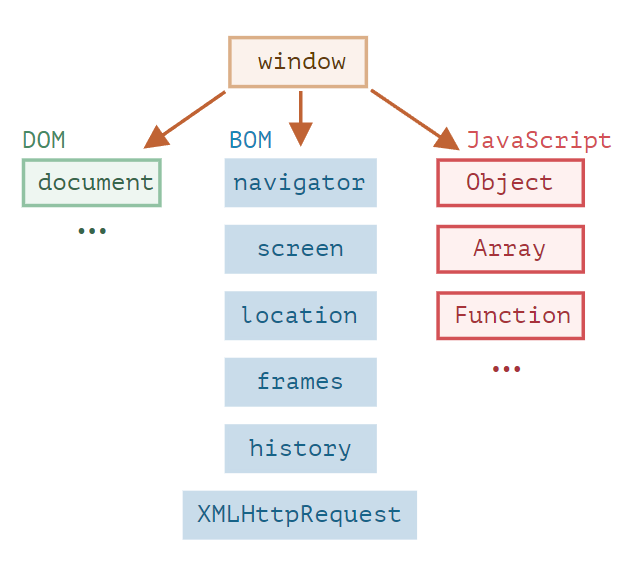 window
DOM
document
...
BOM
navigator
screen
location
frames
history
XMLHttpRequest
JavaScript
Object
Array
Function
...